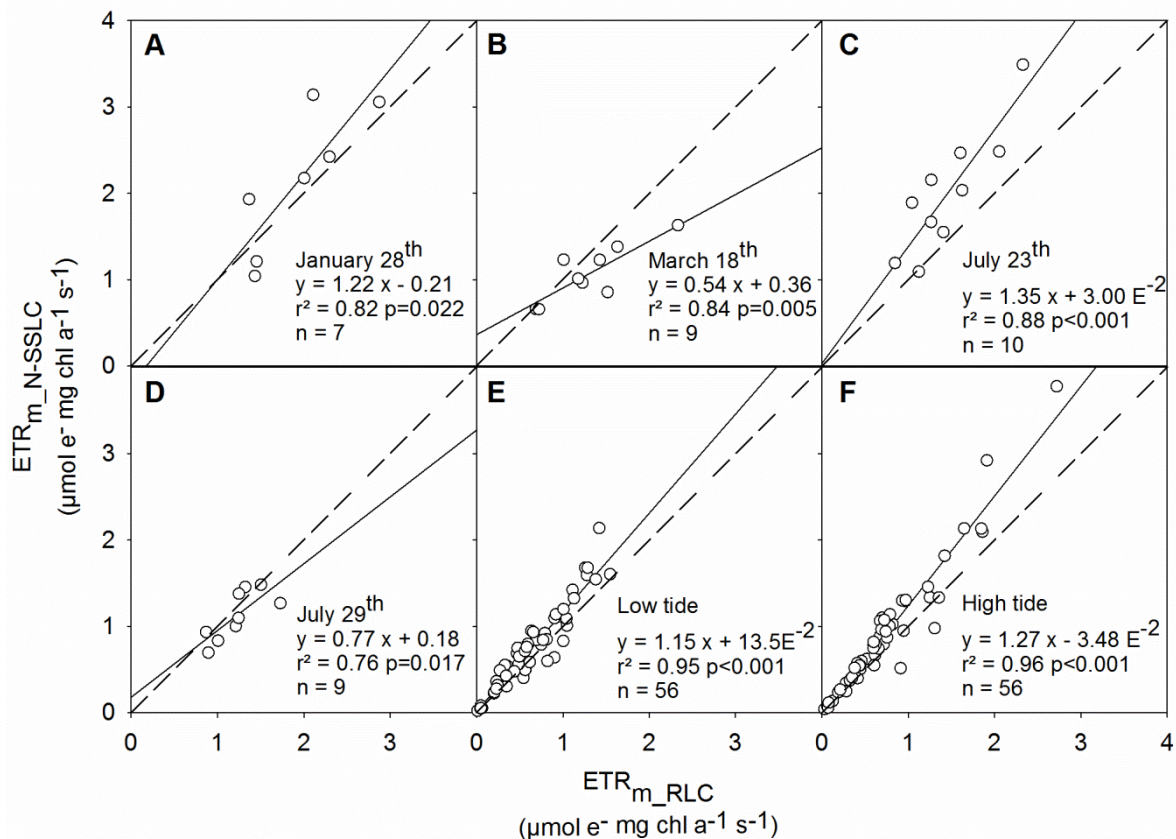 ETRm_N-SSLC
(µmol e- mg chl a-1 s-1)
4
3
2
1
0
A
January 28th
y = 1.22 x - 0.21
r² = 0.82 p=0.022
n = 7
B
March 18th
y = 0.54 x + 0.36
r² = 0.84 p=0.005
n = 9
C
July 23th
y = 1.35 x + 3.00 E-2
r² = 0.88 p<0.001
n = 10
3
2
1
0
D
July 29th
y = 0.77 x + 0.18
r² = 0.76 p=0.017
n = 9
E
Low tide
y = 1.15 x + 13.5E-2
r² = 0.95 p<0.001
n = 56
F
High tide
y = 1.27 x - 3.48 E-2
r² = 0.96 p<0.001
n = 56
0 1 2 3 0 1 2 3 0 1 2 3 4
ETRm_RLC
(µmol e- mg chl a-1 s-1)